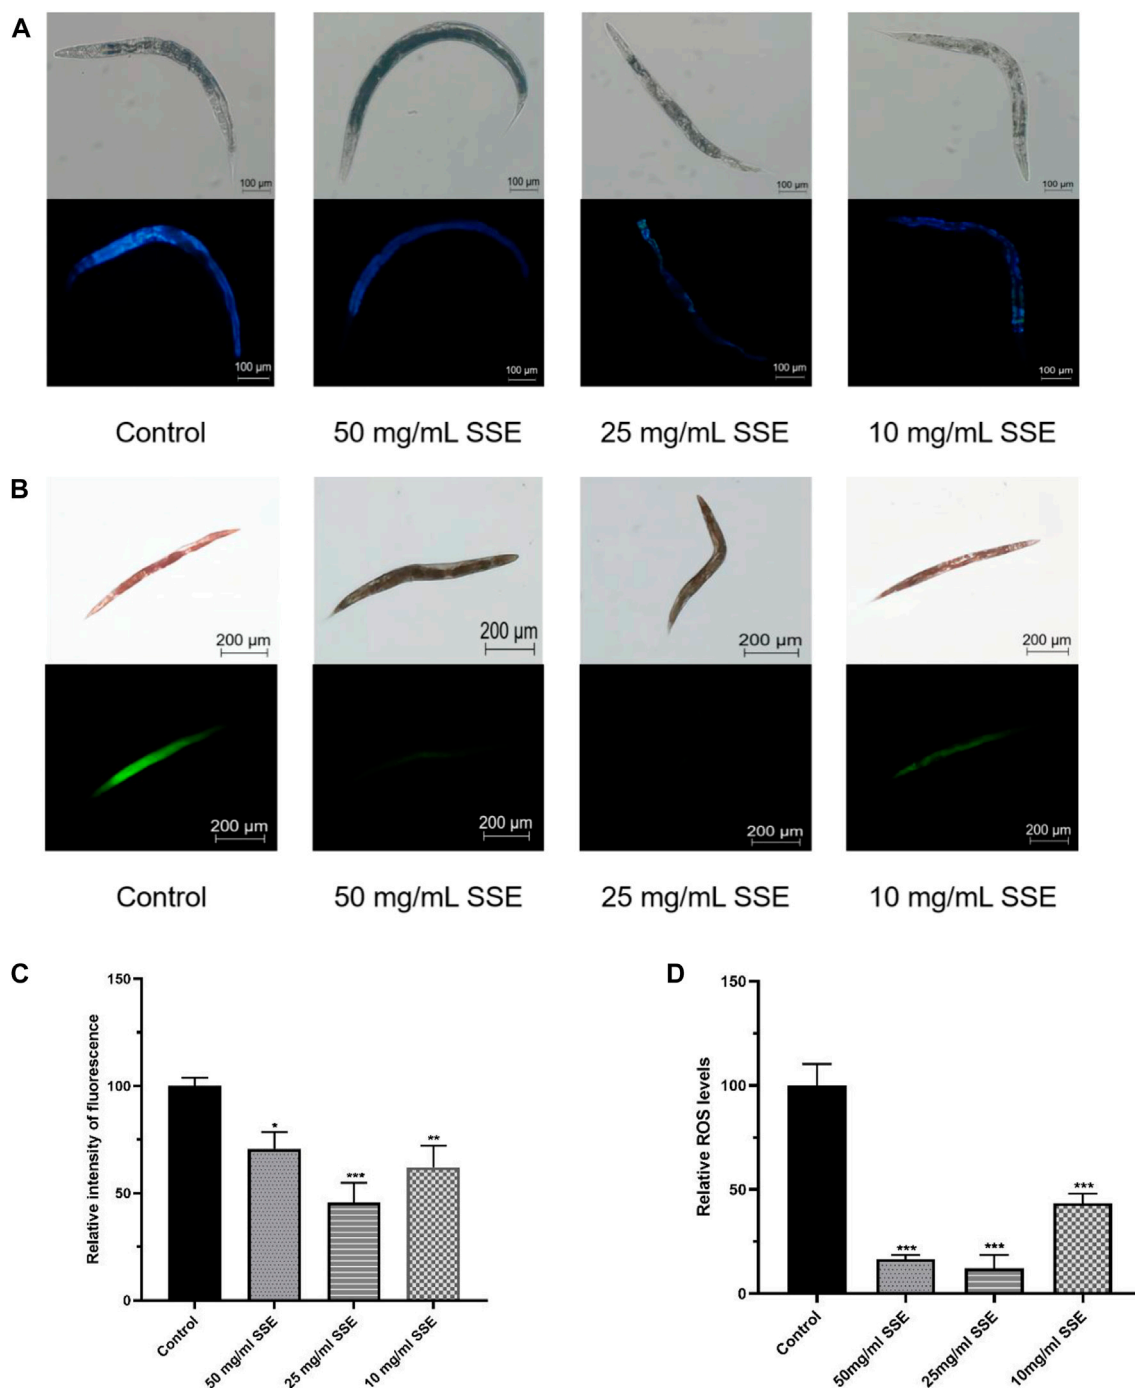 A
100 µm
100 µm
100 µm
100 µm
100 µm
100 µm
100 µm
100 µm
Control
50 mg/mL SSE
25 mg/mL SSE
10 mg/mL SSE
B
200 µm
200 µm
200 µm
200 µm
200 µm
200 µm
200 µm
200 µm
Control
50 mg/mL SSE
25 mg/mL SSE
10 mg/mL SSE
C
Relative intensity of fluorescence
150
100
50
0
*
***
**
Control
50 mg/ml SSE
25 mg/ml SSE
10 mg/ml SSE
D
Relative ROS levels
150
100
50
0
***
***
***
Control
50mg/ml SSE
25mg/ml SSE
10mg/ml SSE